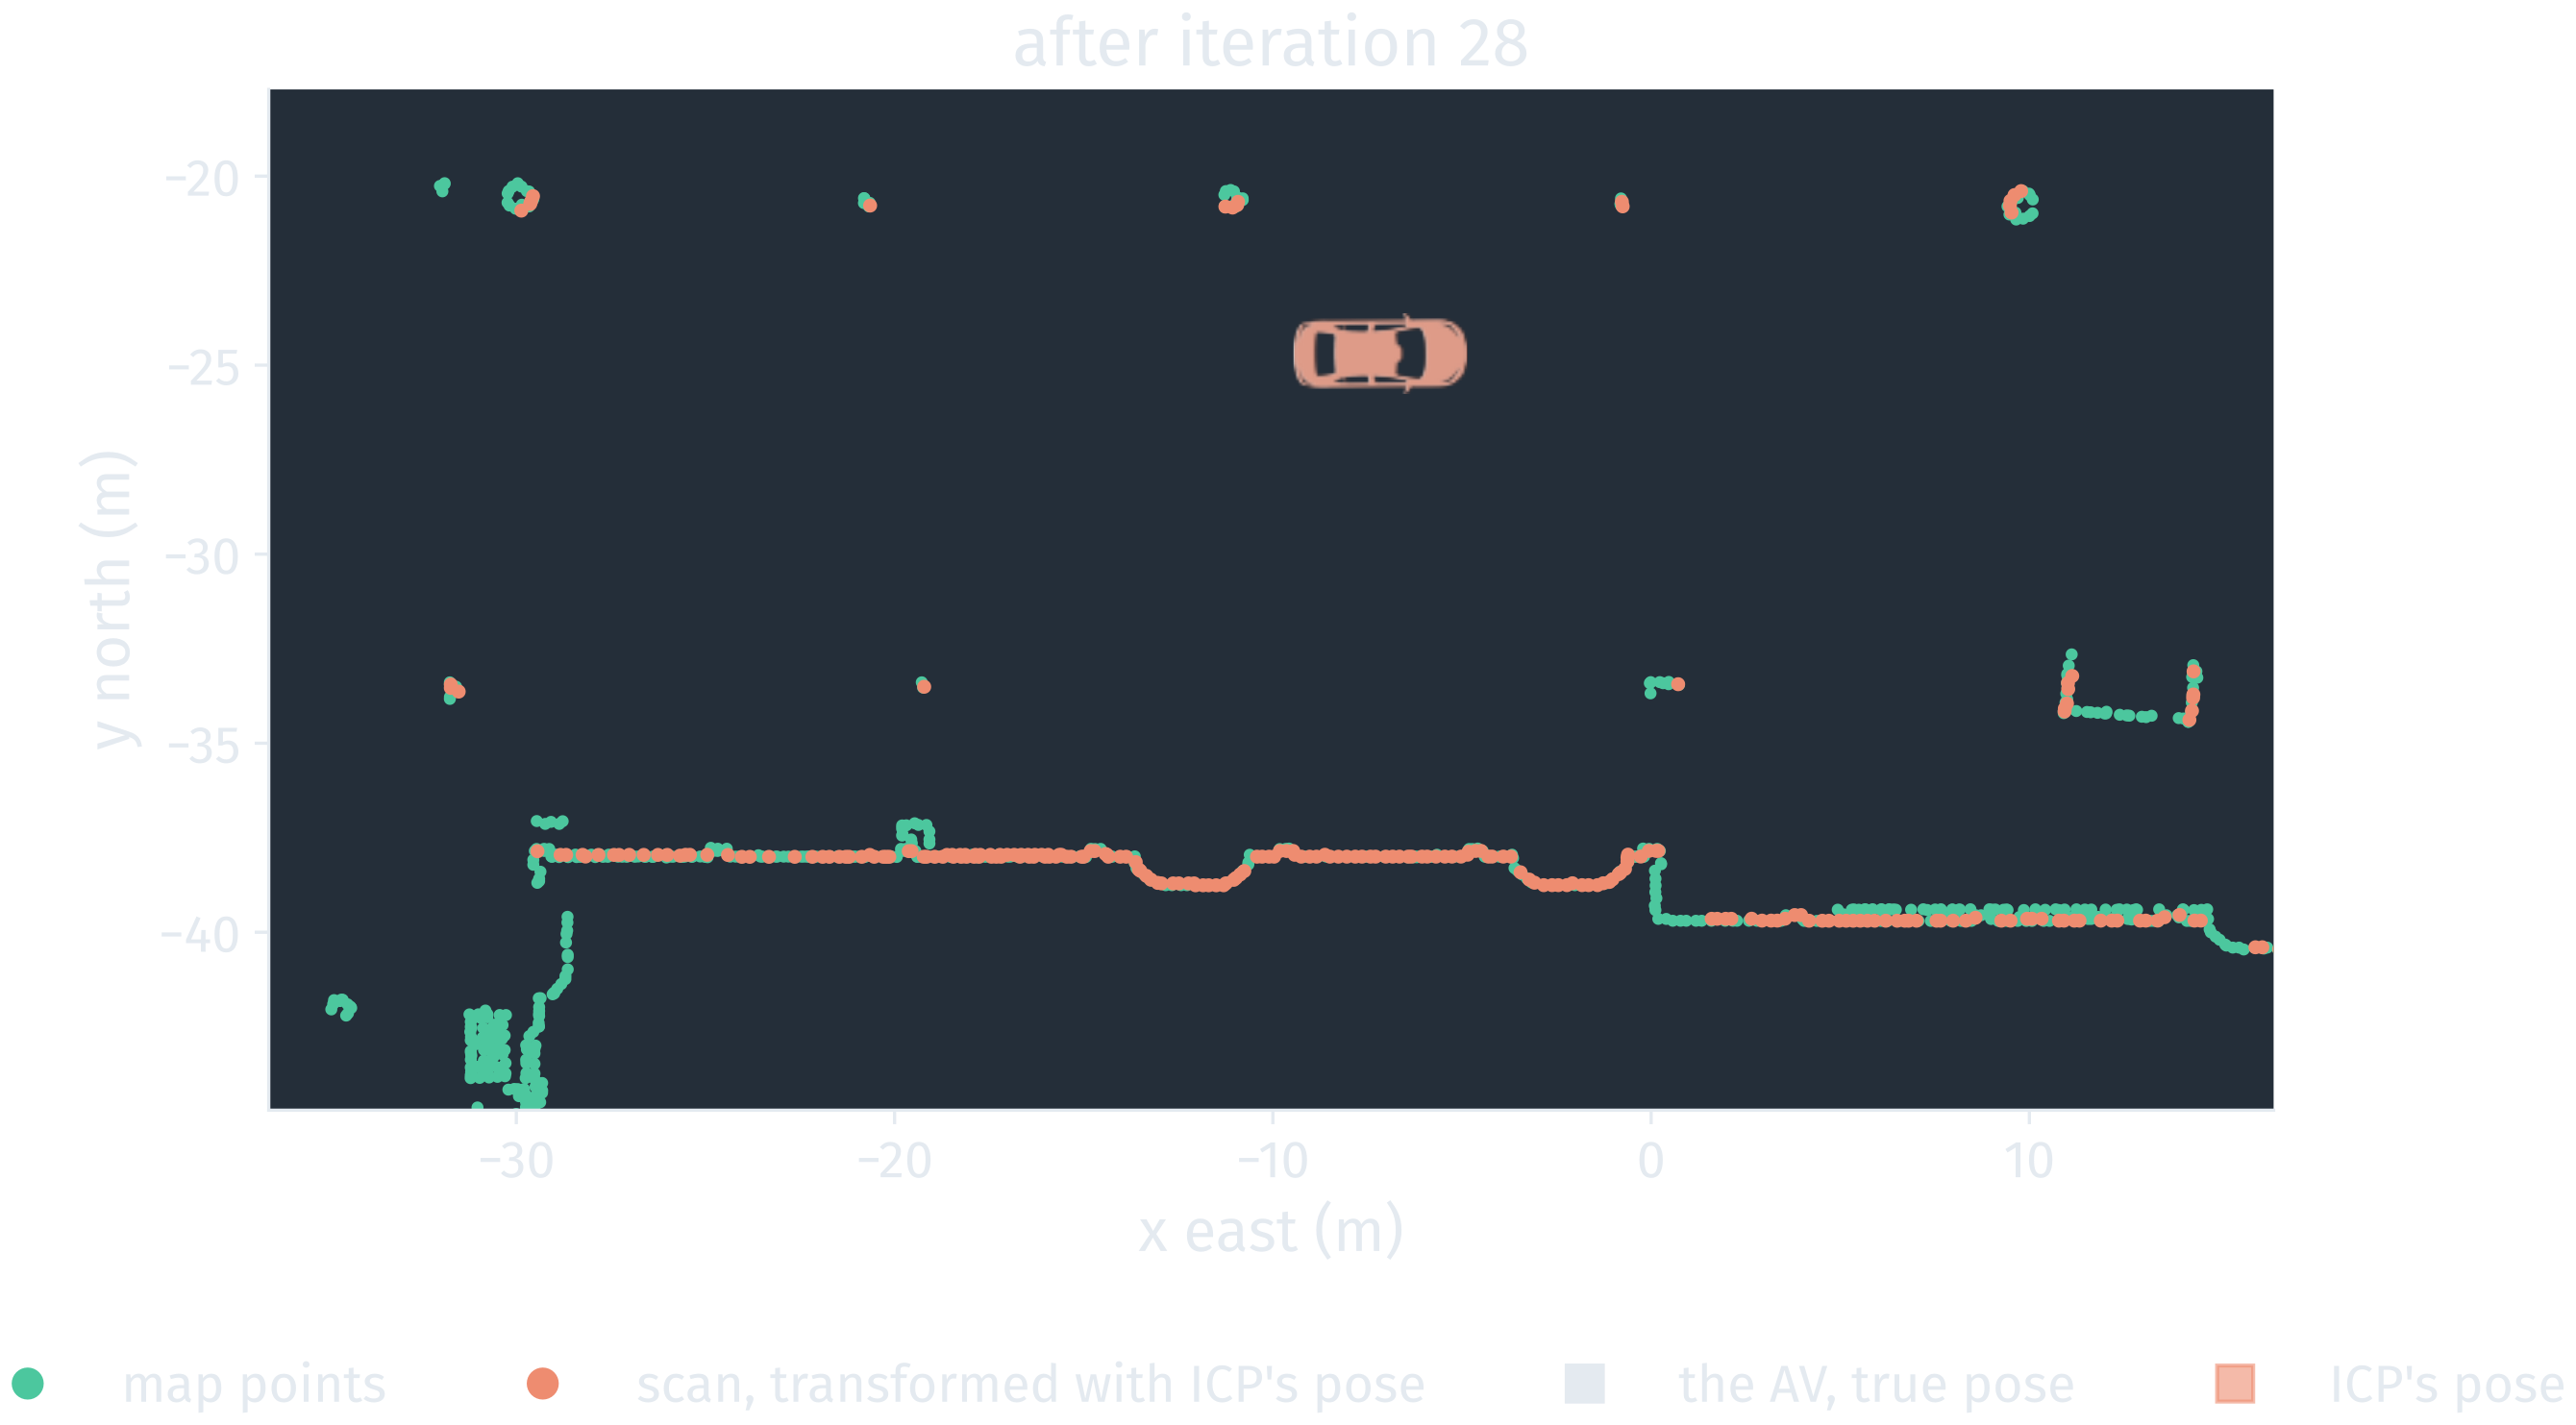 after iteration 28
−20
−25
−30
−35
−40
y north (m)
−30 −20 −10 0 10
x east (m)
map points scan, transformed with ICP's pose the AV, true pose ICP's pose